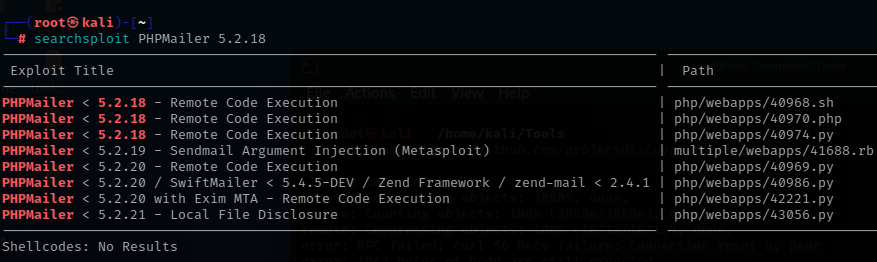 (root㉿kali)-[~]
# searchsploit PHPMailer 5.2.18
Exploit Title | Path
PHPMailer < 5.2.18 - Remote Code Execution | php/webapps/40968.sh
PHPMailer < 5.2.18 - Remote Code Execution | php/webapps/40970.php
PHPMailer < 5.2.18 - Remote Code Execution | php/webapps/40974.py
PHPMailer < 5.2.19 - Sendmail Argument Injection (Metasploit) | multiple/webapps/41688.rb
PHPMailer < 5.2.20 - Remote Code Execution | php/webapps/40969.py
PHPMailer < 5.2.20 / SwiftMailer < 5.4.5-DEV / Zend Framework / zend-mail < 2.4.1 | php/webapps/40986.py
PHPMailer < 5.2.20 with Exim MTA - Remote Code Execution | php/webapps/42221.py
PHPMailer < 5.2.21 - Local File Disclosure | php/webapps/43056.py
Shellcodes: No Results
File Actions Edit View Help